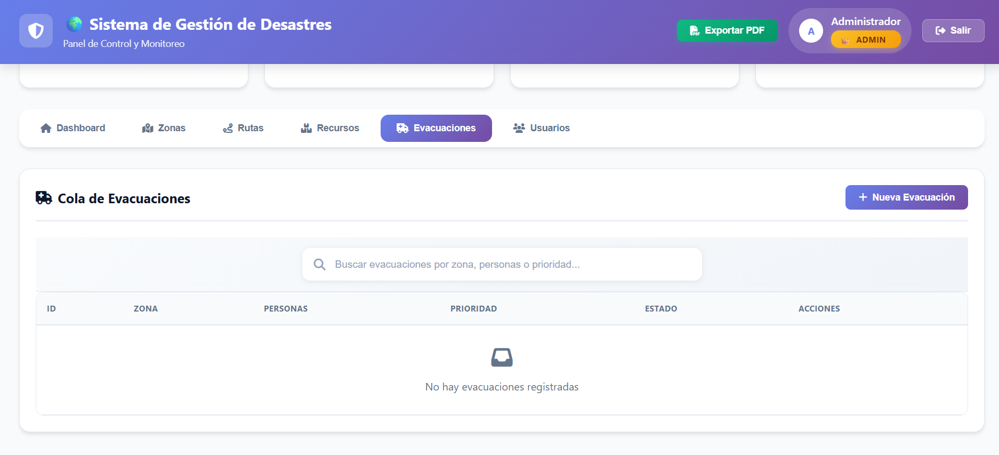 Sistema de Gestión de Desastres
Panel de Control y Monitoreo
Exportar PDF
A
Administrador
ADMIN
Salir
Dashboard
Zonas
Rutas
Recursos
Evacuaciones
Usuarios
Cola de Evacuaciones
Nueva Evacuación
Buscar evacuaciones por zona, personas o prioridad...
ID ZONA PERSONAS PRIORIDAD ESTADO ACCIONES
No hay evacuaciones registradas